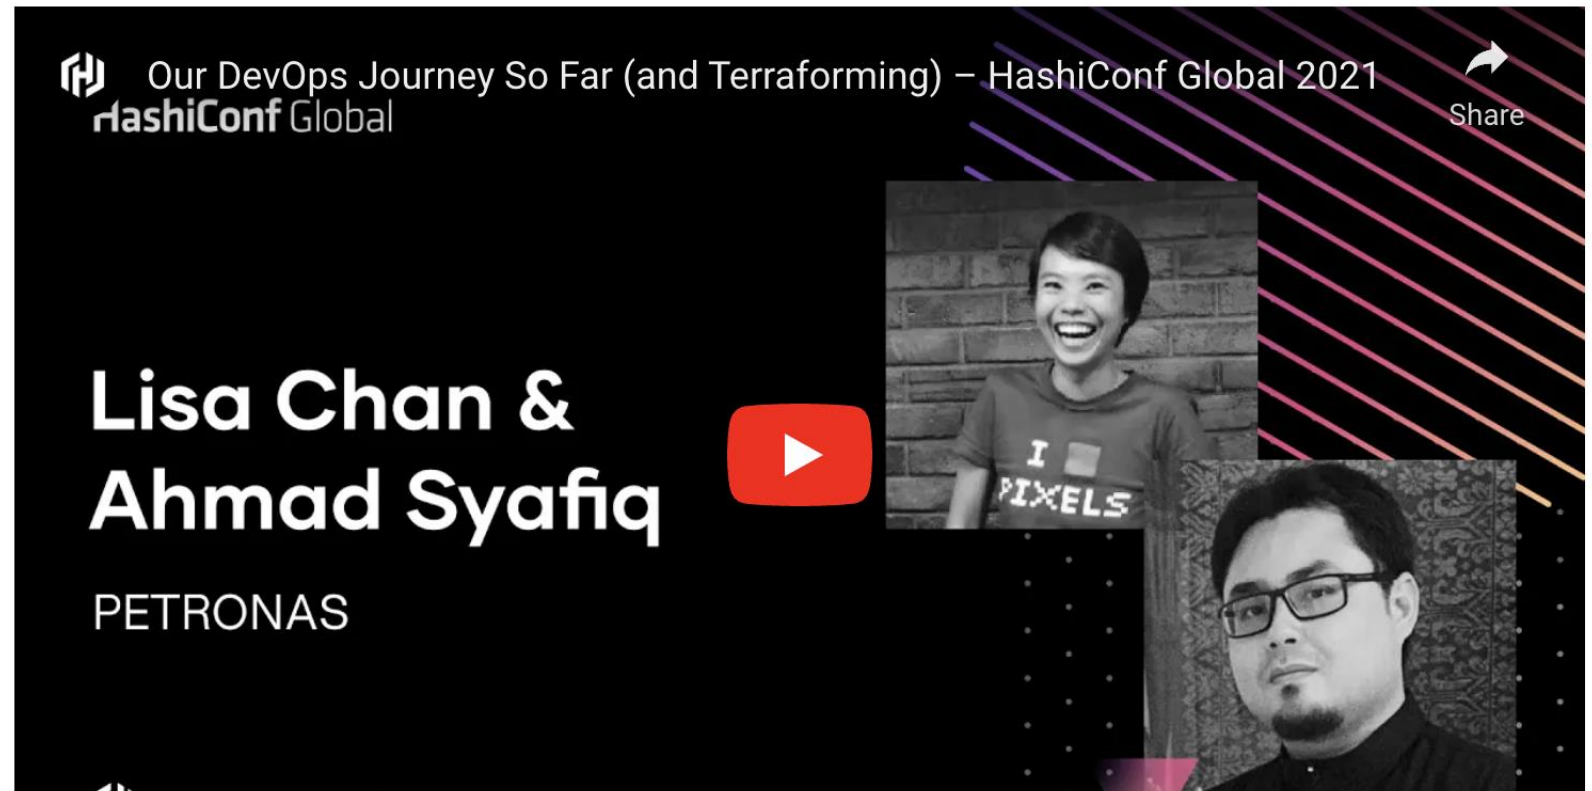 Our DevOps Journey So Far (and Terraforming) – HashiConf Global 2021
HashiConf Global
Share
Lisa Chan &
Ahmad Syafiq
PETRONAS
I
PIXELS